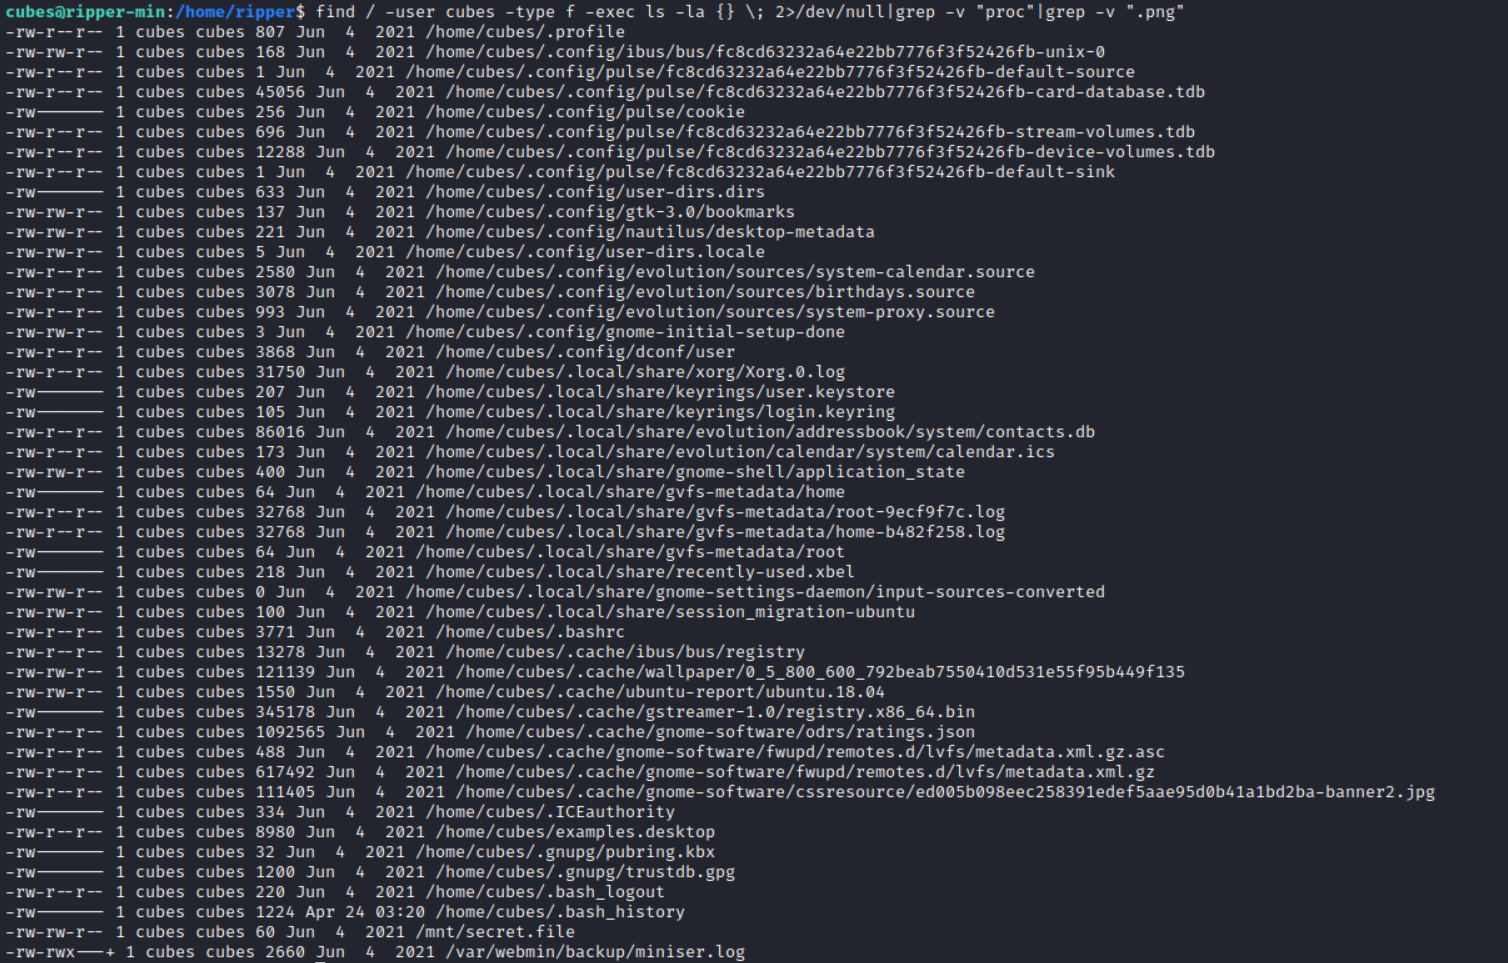 cubes@ripper-min:/home/ripper$ find / -user cubes -type f -exec ls -la {} \; 2>/dev/null|grep -v "proc"|grep -v ".png"
-rw-r--r-- 1 cubes cubes 807 Jun  4  2021 /home/cubes/.profile
-rw-rw-r-- 1 cubes cubes 168 Jun  4  2021 /home/cubes/.config/ibus/bus/fc8cd63232a64e22bb7776f3f52426fb-unix-0
-rw-r--r-- 1 cubes cubes 1 Jun  4  2021 /home/cubes/.config/pulse/fc8cd63232a64e22bb7776f3f52426fb-default-source
-rw-r--r-- 1 cubes cubes 45056 Jun  4  2021 /home/cubes/.config/pulse/fc8cd63232a64e22bb7776f3f52426fb-card-database.tdb
-rw------- 1 cubes cubes 256 Jun  4  2021 /home/cubes/.config/pulse/cookie
-rw-r--r-- 1 cubes cubes 696 Jun  4  2021 /home/cubes/.config/pulse/fc8cd63232a64e22bb7776f3f52426fb-stream-volumes.tdb
-rw-r--r-- 1 cubes cubes 12288 Jun  4  2021 /home/cubes/.config/pulse/fc8cd63232a64e22bb7776f3f52426fb-device-volumes.tdb
-rw-r--r-- 1 cubes cubes 1 Jun  4  2021 /home/cubes/.config/pulse/fc8cd63232a64e22bb7776f3f52426fb-default-sink
-rw------- 1 cubes cubes 633 Jun  4  2021 /home/cubes/.config/user-dirs.dirs
-rw-rw-r-- 1 cubes cubes 137 Jun  4  2021 /home/cubes/.config/gtk-3.0/bookmarks
-rw-rw-r-- 1 cubes cubes 221 Jun  4  2021 /home/cubes/.config/nautilus/desktop-metadata
-rw-rw-r-- 1 cubes cubes 5 Jun  4  2021 /home/cubes/.config/user-dirs.locale
-rw-r--r-- 1 cubes cubes 2580 Jun  4  2021 /home/cubes/.config/evolution/sources/system-calendar.source
-rw-r--r-- 1 cubes cubes 3078 Jun  4  2021 /home/cubes/.config/evolution/sources/birthdays.source
-rw-r--r-- 1 cubes cubes 993 Jun  4  2021 /home/cubes/.config/evolution/sources/system-proxy.source
-rw-rw-r-- 1 cubes cubes 3 Jun  4  2021 /home/cubes/.config/gnome-initial-setup-done
-rw-r--r-- 1 cubes cubes 3868 Jun  4  2021 /home/cubes/.config/dconf/user
-rw-r--r-- 1 cubes cubes 31750 Jun  4  2021 /home/cubes/.local/share/xorg/Xorg.0.log
-rw------- 1 cubes cubes 207 Jun  4  2021 /home/cubes/.local/share/keyrings/user.keystore
-rw------- 1 cubes cubes 105 Jun  4  2021 /home/cubes/.local/share/keyrings/login.keyring
-rw-r--r-- 1 cubes cubes 86016 Jun  4  2021 /home/cubes/.local/share/evolution/addressbook/system/contacts.db
-rw-r--r-- 1 cubes cubes 173 Jun  4  2021 /home/cubes/.local/share/evolution/calendar/system/calendar.ics
-rw-rw-r-- 1 cubes cubes 400 Jun  4  2021 /home/cubes/.local/share/gnome-shell/application_state
-rw------- 1 cubes cubes 64 Jun  4  2021 /home/cubes/.local/share/gvfs-metadata/home
-rw-r--r-- 1 cubes cubes 32768 Jun  4  2021 /home/cubes/.local/share/gvfs-metadata/root-9ecf9f7c.log
-rw-r--r-- 1 cubes cubes 32768 Jun  4  2021 /home/cubes/.local/share/gvfs-metadata/home-b482f258.log
-rw------- 1 cubes cubes 64 Jun  4  2021 /home/cubes/.local/share/gvfs-metadata/root
-rw------- 1 cubes cubes 218 Jun  4  2021 /home/cubes/.local/share/recently-used.xbel
-rw-rw-r-- 1 cubes cubes 0 Jun  4  2021 /home/cubes/.local/share/gnome-settings-daemon/input-sources-converted
-rw-rw-r-- 1 cubes cubes 100 Jun  4  2021 /home/cubes/.local/share/session_migration-ubuntu
-rw-r--r-- 1 cubes cubes 3771 Jun  4  2021 /home/cubes/.bashrc
-rw-r--r-- 1 cubes cubes 13278 Jun  4  2021 /home/cubes/.cache/ibus/bus/registry
-rw-rw-r-- 1 cubes cubes 121139 Jun  4  2021 /home/cubes/.cache/wallpaper/0_5_800_600_792beab7550410d531e55f95b449f135
-rw-r--r-- 1 cubes cubes 1550 Jun  4  2021 /home/cubes/.cache/ubuntu-report/ubuntu.18.04
-rw------- 1 cubes cubes 345178 Jun  4  2021 /home/cubes/.cache/gstreamer-1.0/registry.x86_64.bin
-rw-r--r-- 1 cubes cubes 1092565 Jun  4  2021 /home/cubes/.cache/gnome-software/odrs/ratings.json
-rw-r--r-- 1 cubes cubes 488 Jun  4  2021 /home/cubes/.cache/gnome-software/fwupd/remotes.d/lvfs/metadata.xml.gz.asc
-rw-r--r-- 1 cubes cubes 617492 Jun  4  2021 /home/cubes/.cache/gnome-software/fwupd/remotes.d/lvfs/metadata.xml.gz
-rw-r--r-- 1 cubes cubes 111405 Jun  4  2021 /home/cubes/.cache/gnome-software/cssresource/ed005b098eec258391edef5aae95d0b41a1bd2ba-banner2.jpg
-rw------- 1 cubes cubes 334 Jun  4  2021 /home/cubes/.ICEauthority
-rw-r--r-- 1 cubes cubes 8980 Jun  4  2021 /home/cubes/examples.desktop
-rw------- 1 cubes cubes 32 Jun  4  2021 /home/cubes/.gnupg/pubring.kbx
-rw------- 1 cubes cubes 1200 Jun  4  2021 /home/cubes/.gnupg/trustdb.gpg
-rw-r--r-- 1 cubes cubes 220 Jun  4  2021 /home/cubes/.bash_logout
-rw------- 1 cubes cubes 1224 Apr 24 03:20 /home/cubes/.bash_history
-rw-rw-r-- 1 cubes cubes 60 Jun  4  2021 /mnt/secret.file
-rw-rwx---+ 1 cubes cubes 2660 Jun  4  2021 /var/webmin/backup/miniser.log